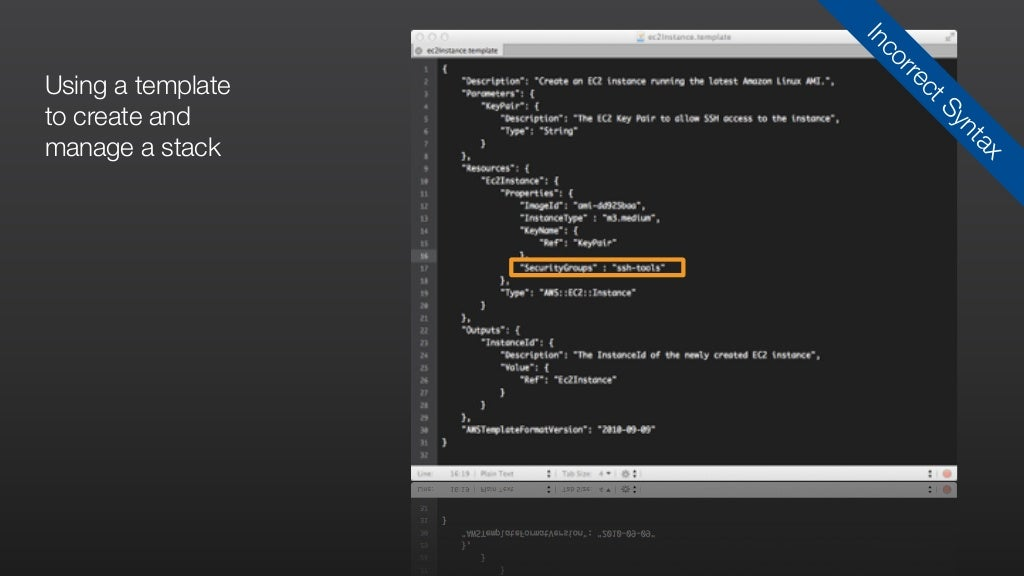 Using a template
to create and
manage a stack
Incorrect Syntax
ec2instance.template
ec2instance.template
1 {
2 "Description": "Create an EC2 instance running the latest Amazon Linux AMI.",
3 "Parameters": {
4 "KeyPair": {
5 "Description": "The EC2 Key Pair to allow SSH access to the instance",
6 "Type": "String"
7 }
8 },
9 "Resources": {
10 "Ec2Instance": {
11 "Properties": {
12 "ImageId": "ami-dd925baa",
13 "InstanceType" : "m3.medium",
14 "KeyName": {
15 "Ref": "KeyPair"
16 },
17 "SecurityGroups" : "ssh-tools"
18 },
19 "Type": "AWS::EC2::Instance"
20 }
21 },
22 "Outputs": {
23 "InstanceId": {
24 "Description": "The InstanceId of the newly created EC2 instance",
25 "Value": {
26 "Ref": "Ec2Instance"
27 }
28 }
29 },
30 "AWSTemplateFormatVersion": "2010-09-09"
31 }
32
Line: 16:19 Plain Text Tab Size: 4